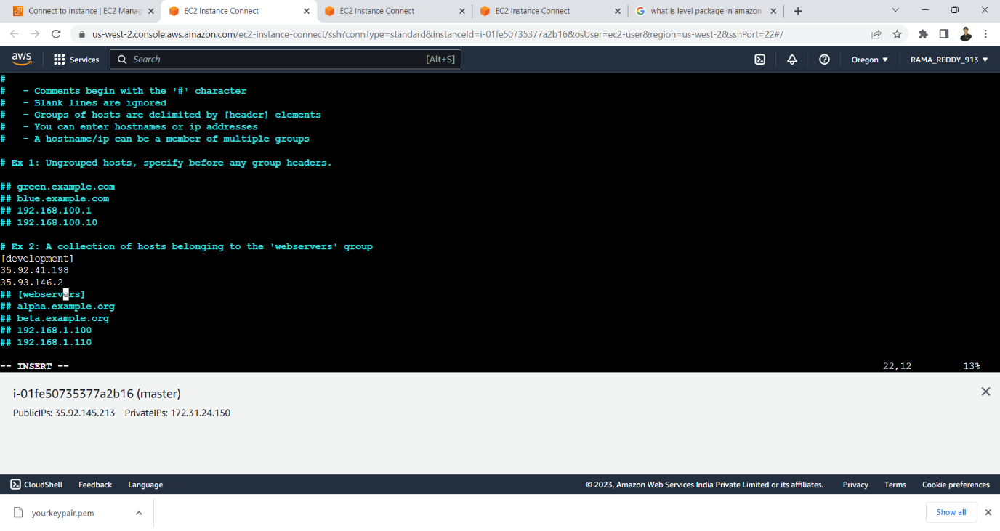 Connect to instance | EC2 Manag
EC2 Instance Connect
EC2 Instance Connect
EC2 Instance Connect
what is level package in amazon
us-west-2.console.aws.amazon.com/ec2-instance-connect/ssh?connType=standard&instanceId=i-01fe50735377a2b16&osUser=ec2-user&region=us-west-2&sshPort=22#/
aws Services Search [Alt+S] Oregon ▼ RAMA_REDDY_913 ▼
#
#   - Comments begin with the '#' character
#   - Blank lines are ignored
#   - Groups of hosts are delimited by [header] elements
#   - You can enter hostnames or ip addresses
#   - A hostname/ip can be a member of multiple groups
# Ex 1: Ungrouped hosts, specify before any group headers.
## green.example.com
## blue.example.com
## 192.168.100.1
## 192.168.100.10
# Ex 2: A collection of hosts belonging to the 'webservers' group
[development]
35.92.41.198
35.93.146.2
## [webservers]
## alpha.example.org
## beta.example.org
## 192.168.1.100
## 192.168.1.110
-- INSERT -- 22,12 13%
i-01fe50735377a2b16 (master)
PublicIPs: 35.92.145.213 PrivateIPs: 172.31.24.150
CloudShell Feedback Language © 2023, Amazon Web Services India Private Limited or its affiliates. Privacy Terms Cookie preferences
yourkeypair.pem Show all